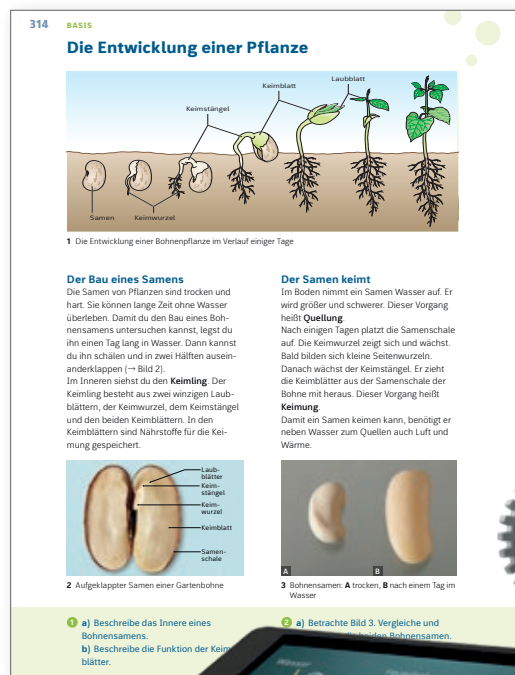 314 BASIS
Die Entwicklung einer Pflanze
Laubblatt
Keimblatt
Keimstängel
Samen
Keimwurzel
1 Die Entwicklung einer Bohnenpflanze im Verlauf einiger Tage
Der Bau eines Samens
Die Samen von Pflanzen sind trocken und
hart. Sie können lange Zeit ohne Wasser
überleben. Damit du den Bau eines Boh-
nensamens untersuchen kannst, legst du
ihn einen Tag lang in Wasser. Dann kannst
du ihn schälen und in zwei Hälften ausein-
anderklappen (→ Bild 2).
Im Inneren siehst du den Keimling. Der
Keimling besteht aus zwei winzigen Laub-
blättern, der Keimwurzel, dem Keimstängel
und den beiden Keimblättern. In den
Keimblättern sind Nährstoffe für die Kei-
mung gespeichert.
Laub-
blätter
Keim-
stängel
Keim-
wurzel
Keimblatt
Samen-
schale
2 Aufgeklappter Samen einer Gartenbohne
Der Samen keimt
Im Boden nimmt ein Samen Wasser auf. Er
wird größer und schwerer. Dieser Vorgang
heißt Quellung.
Nach einigen Tagen platzt die Samenschale
auf. Die Keimwurzel zeigt sich und wächst.
Bald bilden sich kleine Seitenwurzeln.
Danach wächst der Keimstängel. Er zieht
die Keimblätter aus der Samenschale der
Bohne mit heraus. Dieser Vorgang heißt
Keimung.
Damit ein Samen keimen kann, benötigt er
neben Wasser zum Quellen auch Luft und
Wärme.
A
B
3 Bohnensamen: A trocken, B nach einem Tag im
Wasser
1 a) Beschreibe das Innere eines
Bohnensamens.
b) Beschreibe die Funktion der Keim
blätter.
2 a) Betrachte Bild 3. Vergleiche und
beiden Bohnensamen.